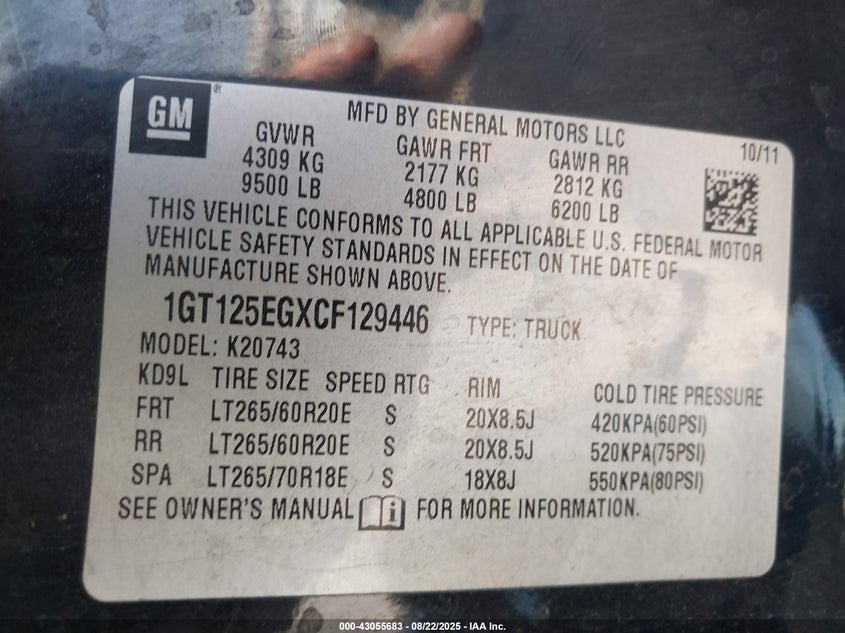 GM ®
MFD BY GENERAL MOTORS LLC
10/11
GVWR GAWR FRT GAWR RR
4309 KG 2177 KG 2812 KG
9500 LB 4800 LB 6200 LB
THIS VEHICLE CONFORMS TO ALL APPLICABLE U.S. FEDERAL MOTOR
VEHICLE SAFETY STANDARDS IN EFFECT ON THE DATE OF
MANUFACTURE SHOWN ABOVE.
1GT125EGXCF129446 TYPE: TRUCK
MODEL: K20743
KD9L TIRE SIZE SPEED RTG RIM COLD TIRE PRESSURE
FRT LT265/60R20E S 20X8.5J 420KPA(60PSI)
RR LT265/60R20E S 20X8.5J 520KPA(75PSI)
SPA LT265/70R18E S 18X8J 550KPA(80PSI)
SEE OWNER'S MANUAL i FOR MORE INFORMATION.
000-43055683 - 08/22/2025 - IAA Inc.